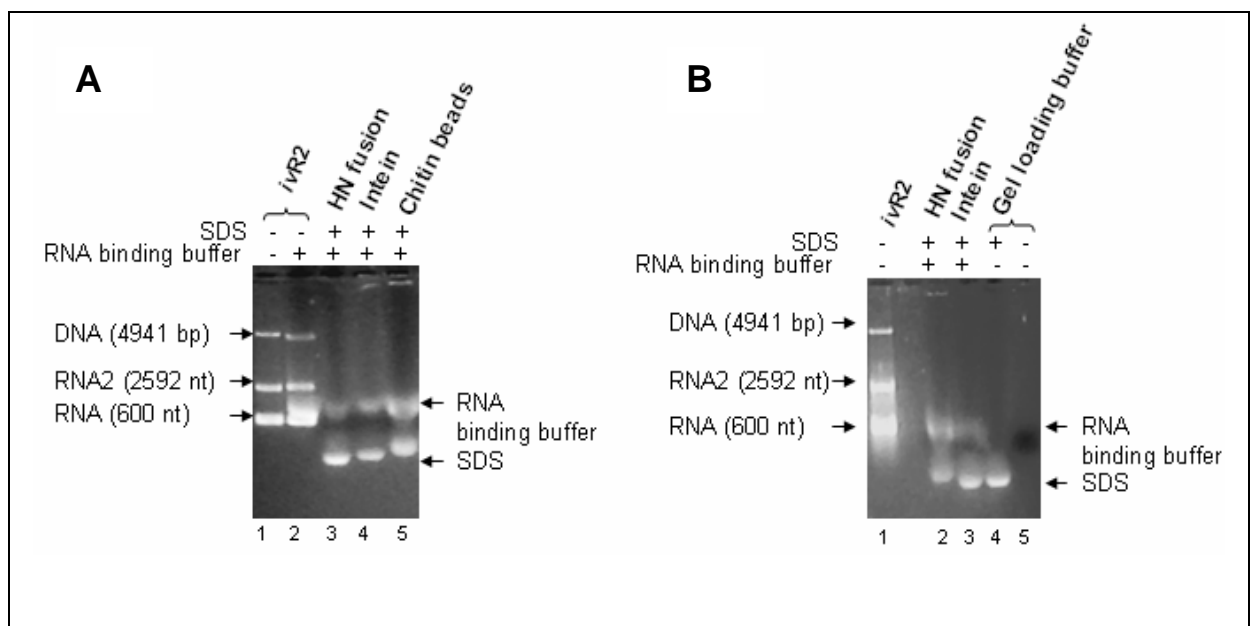 A
ivR2
HN fusion
Intein
Chitin beads
SDS - - + + +
RNA binding buffer - + + + +
DNA (4941 bp)
RNA2 (2592 nt)
RNA (600 nt)
RNA
binding buffer
SDS
1 2 3 4 5
B
ivR2
HN fusion
Intein
Gel loading buffer
SDS - + + + -
RNA binding buffer - + + - -
DNA (4941 bp)
RNA2 (2592 nt)
RNA (600 nt)
RNA
binding buffer
SDS
1 2 3 4 5